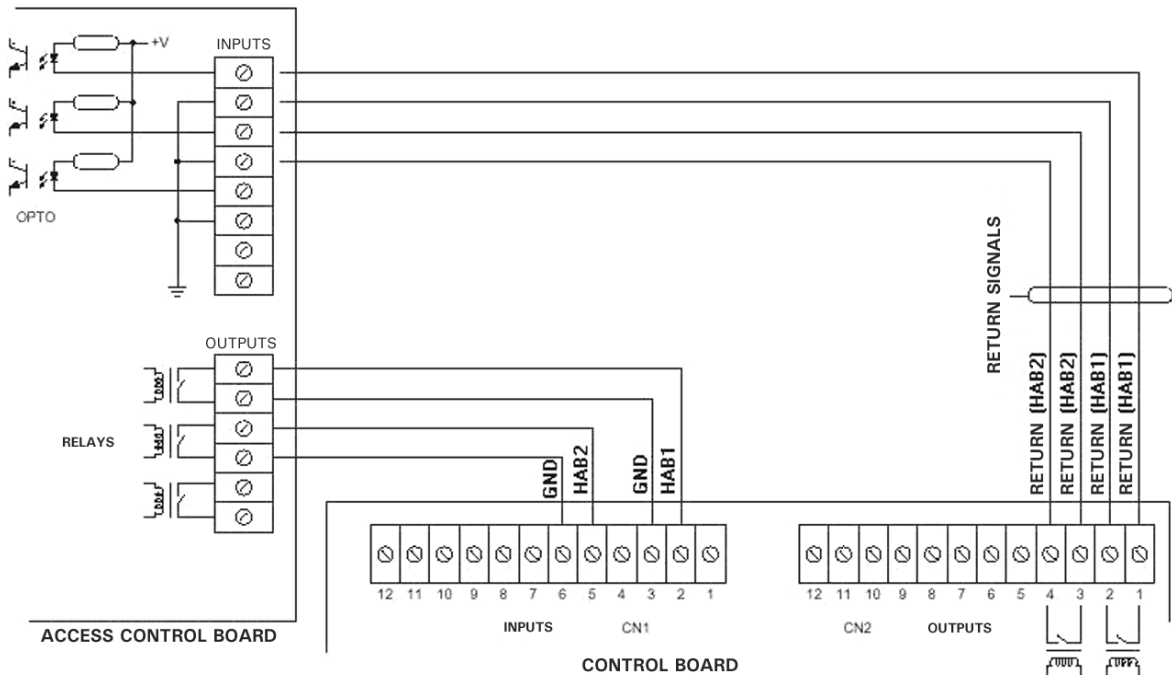 +V
INPUTS
OPTO
OUTPUTS
RELAYS
ACCESS CONTROL BOARD
GND
HAB2
GND
HAB1
RETURN SIGNALS
RETURN (HAB2)
RETURN (HAB2)
RETURN (HAB1)
RETURN (HAB1)
12 11 10 9 8 7 6 5 4 3 2 1
INPUTS CN1
12 11 10 9 8 7 6 5 4 3 2 1
CN2 OUTPUTS
CONTROL BOARD